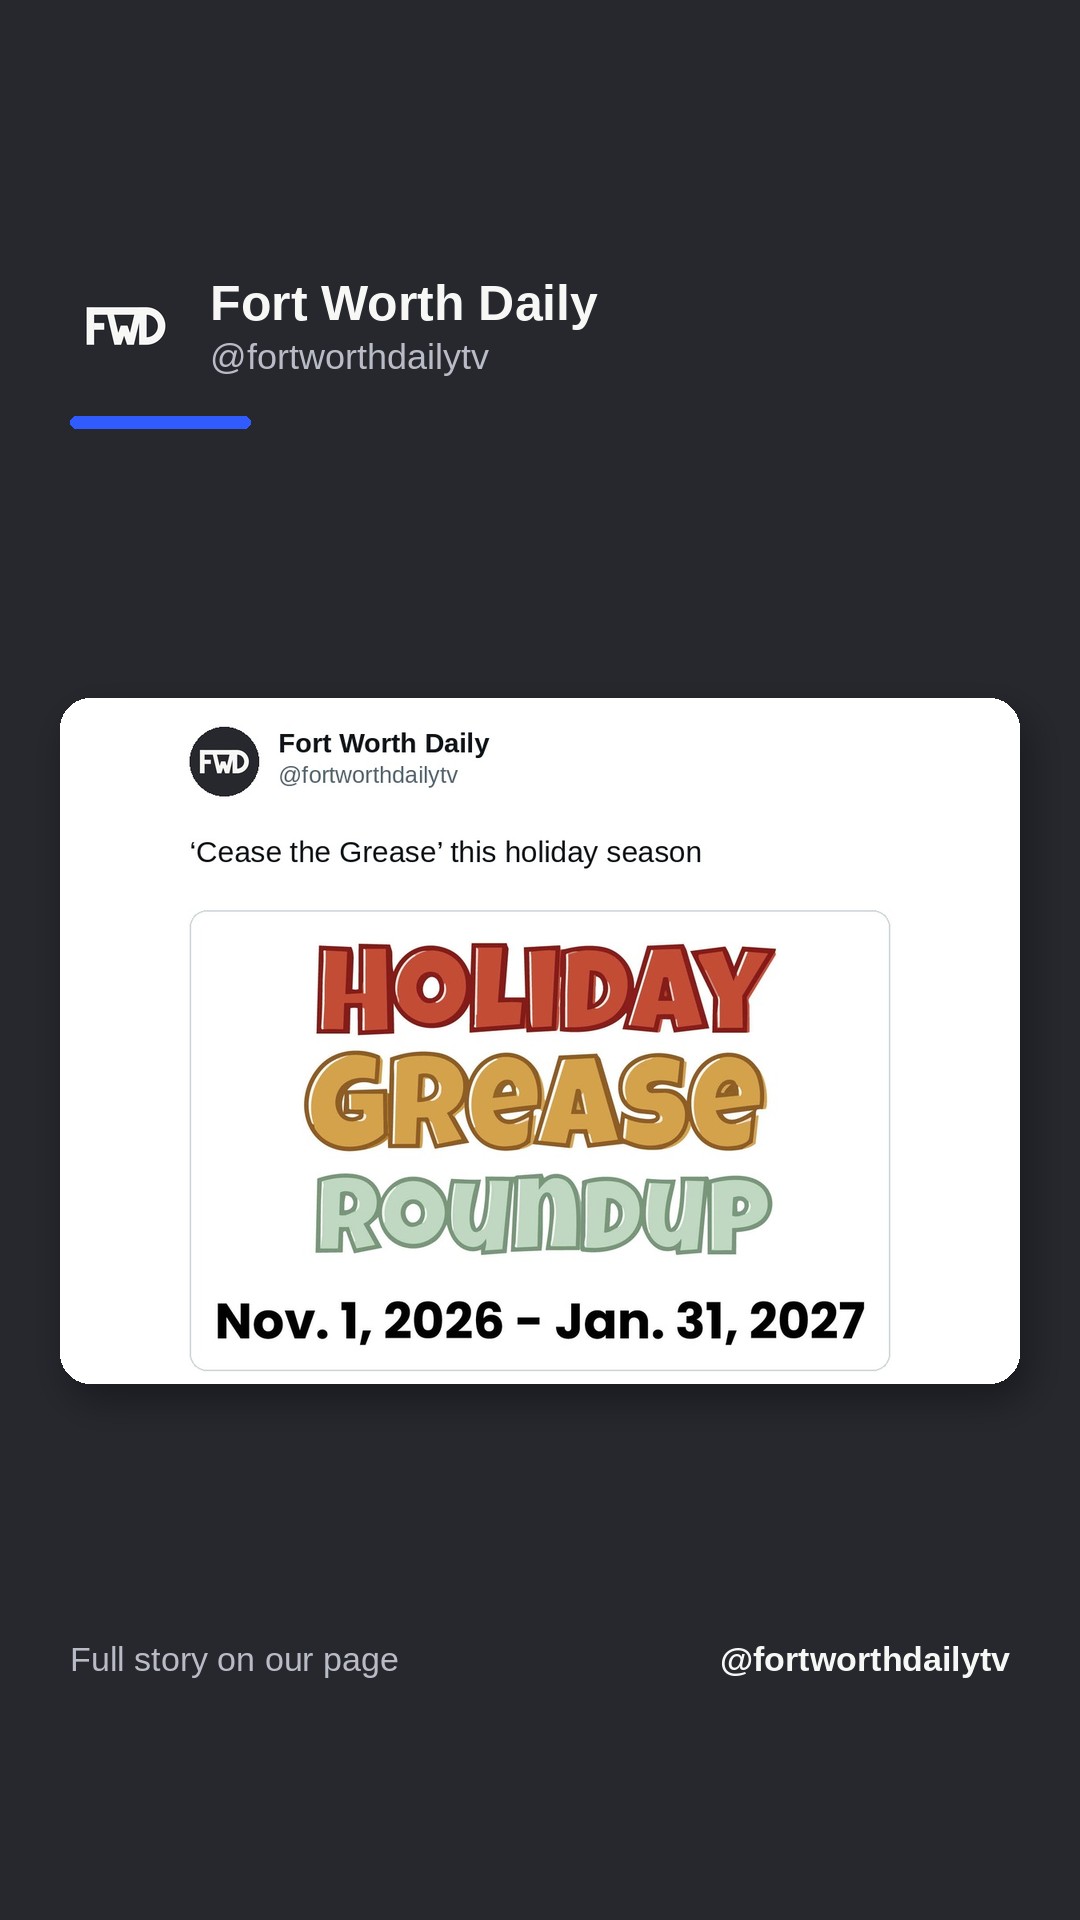 FWD
Fort Worth Daily
@fortworthdailytv
FWD
Fort Worth Daily
@fortworthdailytv
‘Cease the Grease’ this holiday season
HOLIDAY
GReASe
ROUnDUP
Nov. 1, 2026 - Jan. 31, 2027
Full story on our page
@fortworthdailytv